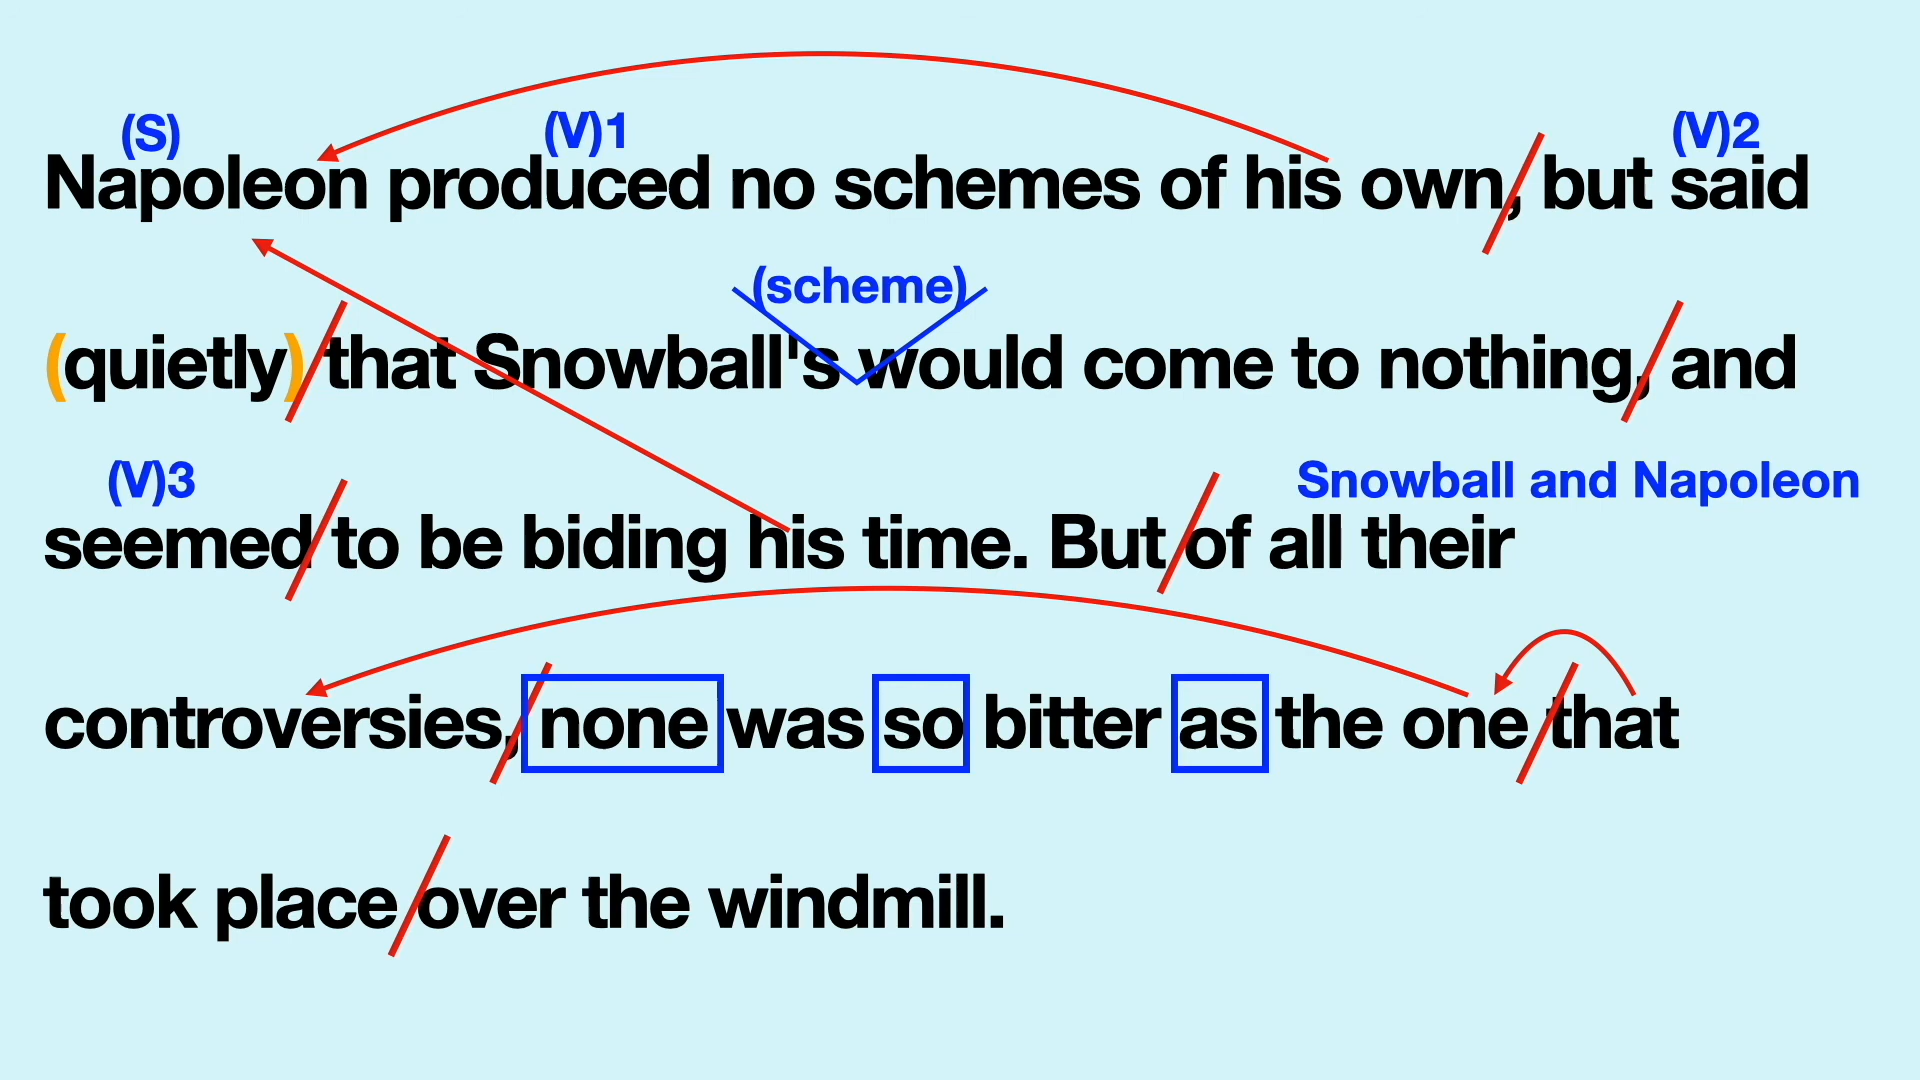 (S) (V)1 (V)2
Napoleon produced no schemes of his own, but said
(scheme)
(quietly) that Snowball's would come to nothing, and
(V)3 Snowball and Napoleon
seemed to be biding his time. But of all their
controversies, none was so bitter as the one that
took place over the windmill.